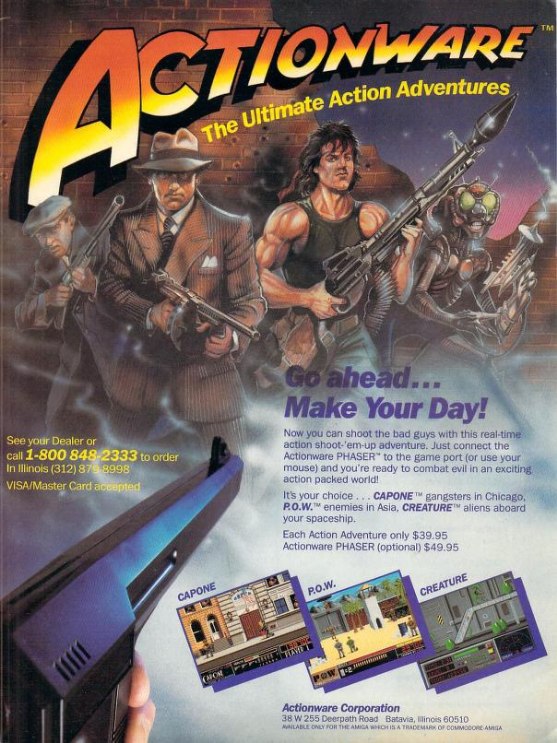 ACTIONWARE™
The Ultimate Action Adventures
Go ahead...
Make Your Day!
Now you can shoot the bad guys with this real-time
action shoot-'em-up adventure. Just connect the
Actionware PHASER™ to the game port (or use your
mouse) and you're ready to combat evil in an exciting
action packed world!
It's your choice . . . CAPONE™ gangsters in Chicago,
P.O.W.™ enemies in Asia, CREATURE™ aliens aboard
your spaceship.
Each Action Adventure only $39.95
Actionware PHASER (optional) $49.95
See your Dealer or
call 1-800 848-2333 to order
In Illinois (312) 879-8998
VISA/Master Card accepted
CAPONE
P.O.W.
CREATURE
P.O.W
Actionware Corporation
38 W 255 Deerpath Road Batavia, Illinois 60510
AVAILABLE ONLY FOR THE AMIGA WHICH IS A TRADEMARK OF COMMODORE AMIGA